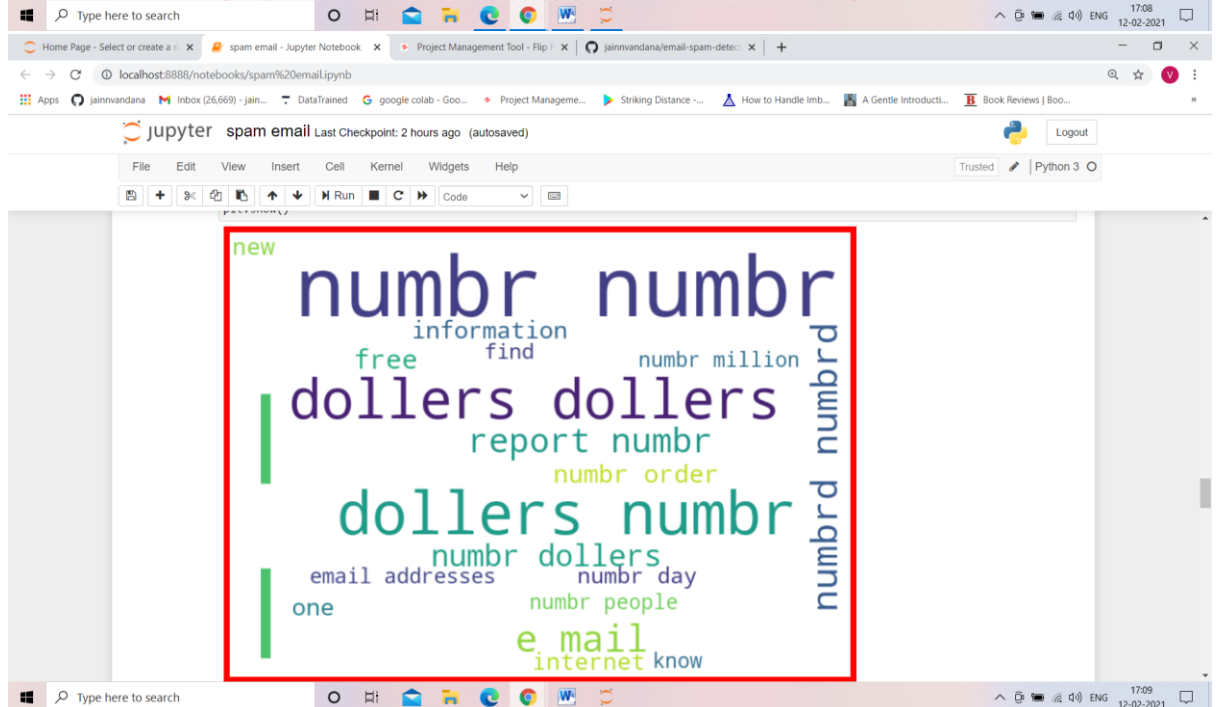 Type here to search
ENG
17:08
12-02-2021
Home Page - Select or create a n
spam email - Jupyter Notebook
Project Management Tool - Flip
jainnvandana/email-spam-detect
localhost:8888/notebooks/spam%20email.ipynb
V
Apps jainnvandana Inbox (26,669) - jain... DataTrained google colab - Goo... Project Manageme... Striking Distance -... How to Handle Imb... A Gentle Introducti... Book Reviews | Boo... »
jupyter spam email Last Checkpoint: 2 hours ago (autosaved)
Logout
File Edit View Insert Cell Kernel Widgets Help
Trusted Python 3
Run Code
plt.show()
new
numbr numbr
information
free
find
numbr million
dollers dollers
report numbr
numbr order
dollers numbr
numbr dollers
email addresses
numbr day
one
numbr people
e mail
internet
know
numbrd numbrd
Type here to search
ENG
17:09
12-02-2021